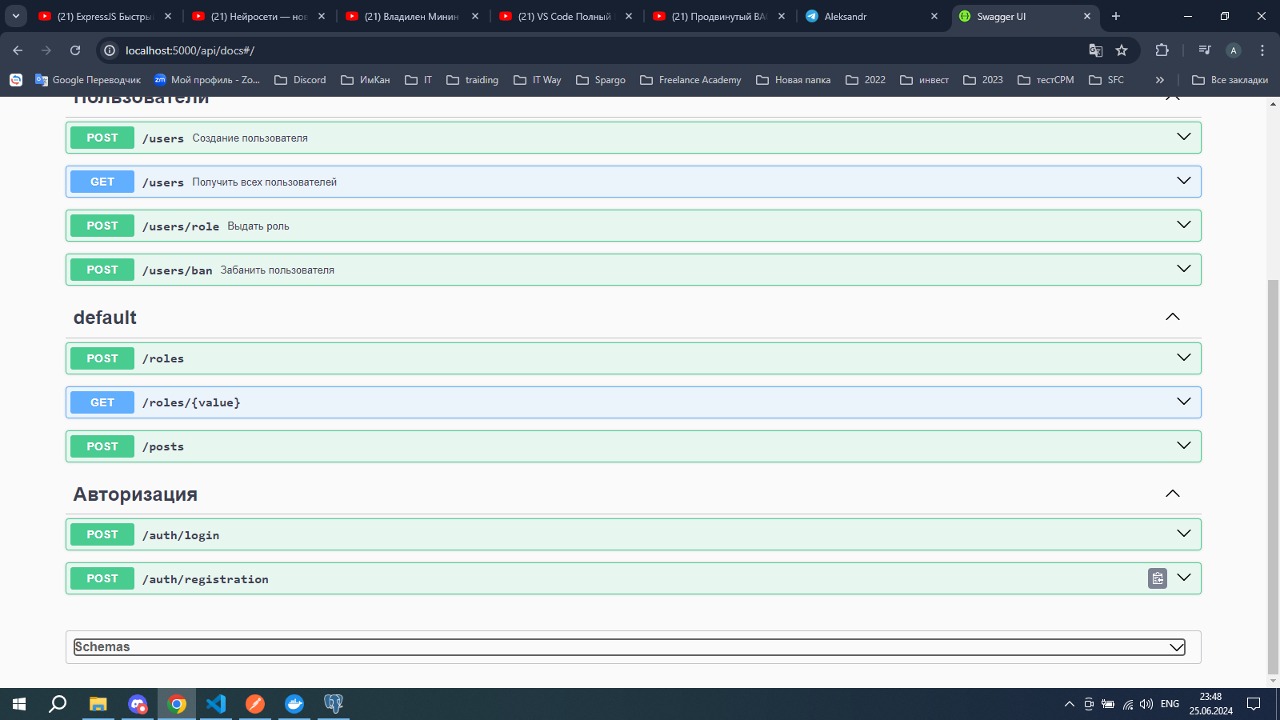 (21) ExpressJS Быстры
(21) Нейросети — нов
(21) Владилен Минин
(21) VS Code Полный
(21) Продвинутый BA
Aleksandr
Swagger UI
localhost:5000/api/docs#/
A
Google Переводчик
Мой профиль - Zo...
Discord
ИмКан
IT
traiding
IT Way
Spargo
Freelance Academy
Новая папка
2022
инвест
2023
тестCPM
SFC
»
Все закладки
Пользователи
POST /users Создание пользователя
GET /users Получить всех пользователей
POST /users/role Выдать роль
POST /users/ban Забанить пользователя
default
POST /roles
GET /roles/{value}
POST /posts
Авторизация
POST /auth/login
POST /auth/registration
Schemas
ENG
23:48
25.06.2024